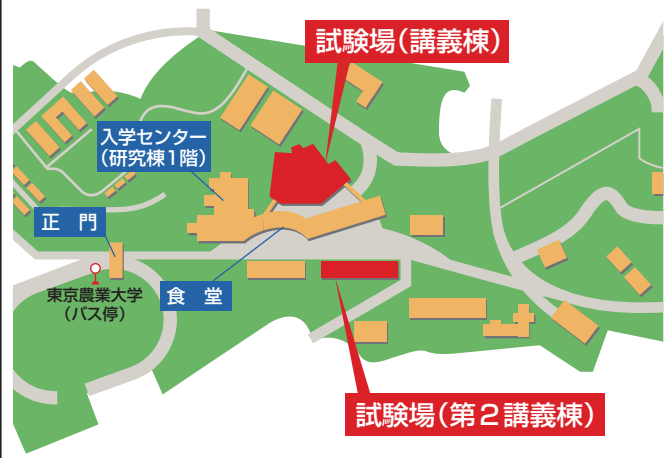 試験場(講義棟)
入学センター
(研究棟1階)
正 門
東京農業大学
(バス停)
食 堂
試験場(第2講義棟)